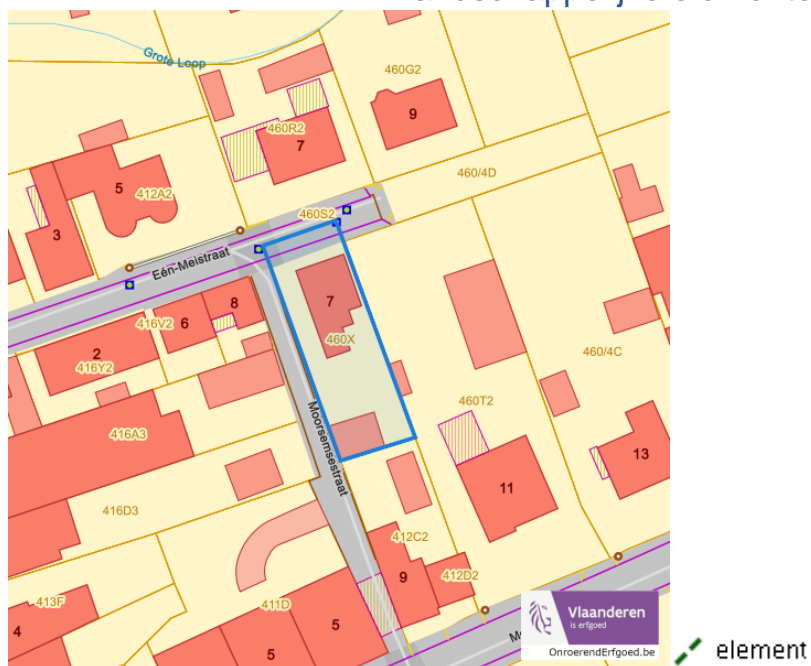 Grote Loop
460G2
9
460R2
7
5
412A2
460/4D
3
460S2
Eén-Meistraat
8
7
416V2
6
460X
2
416Y2
460/4C
460T2
416A3
Moorsemsestraat
13
11
416D3
412C2
9
412D2
413F
411D
4
5
5
Vlaanderen
is erfgoed
OnroerendErfgoed.be
element